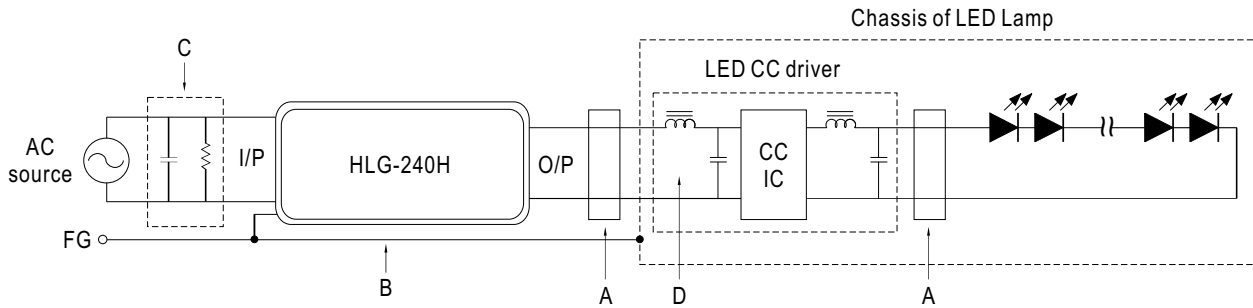 Chassis of LED Lamp
C
LED CC driver
AC
source
I/P
HLG-240H
O/P
CC
IC
FG
B
A
D
A